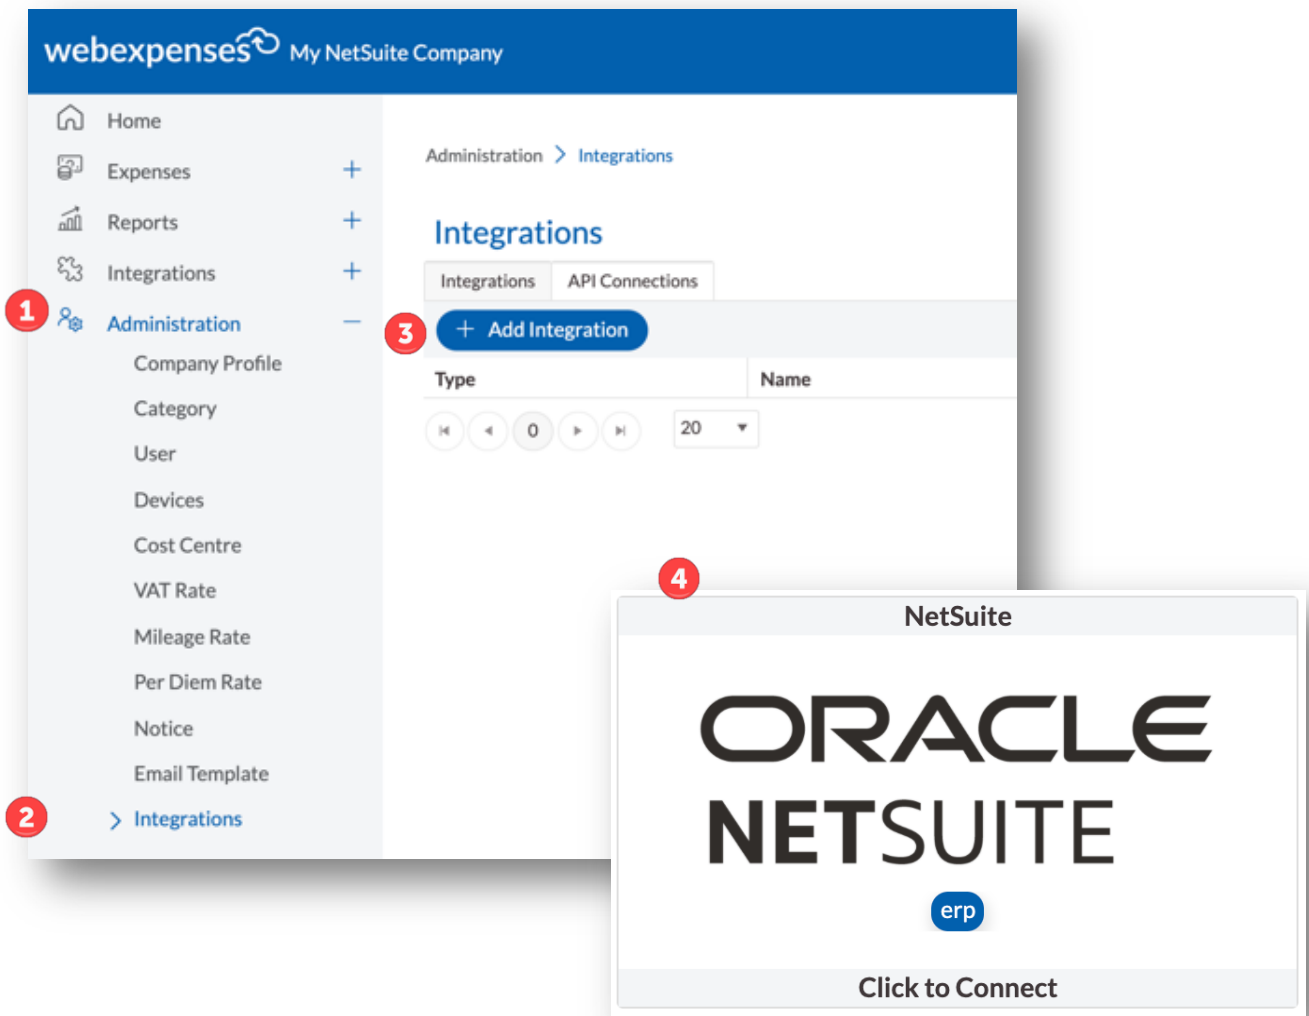 webexpenses My NetSuite Company
Home
Expenses
Reports
Integrations
1
Administration
Company Profile
Category
User
Devices
Cost Centre
VAT Rate
Mileage Rate
Per Diem Rate
Notice
Email Template
2
Integrations
Administration > Integrations
Integrations
Integrations API Connections
3
+ Add Integration
Type Name
0 20
4
NetSuite
ORACLE
NETSUITE
erp
Click to Connect